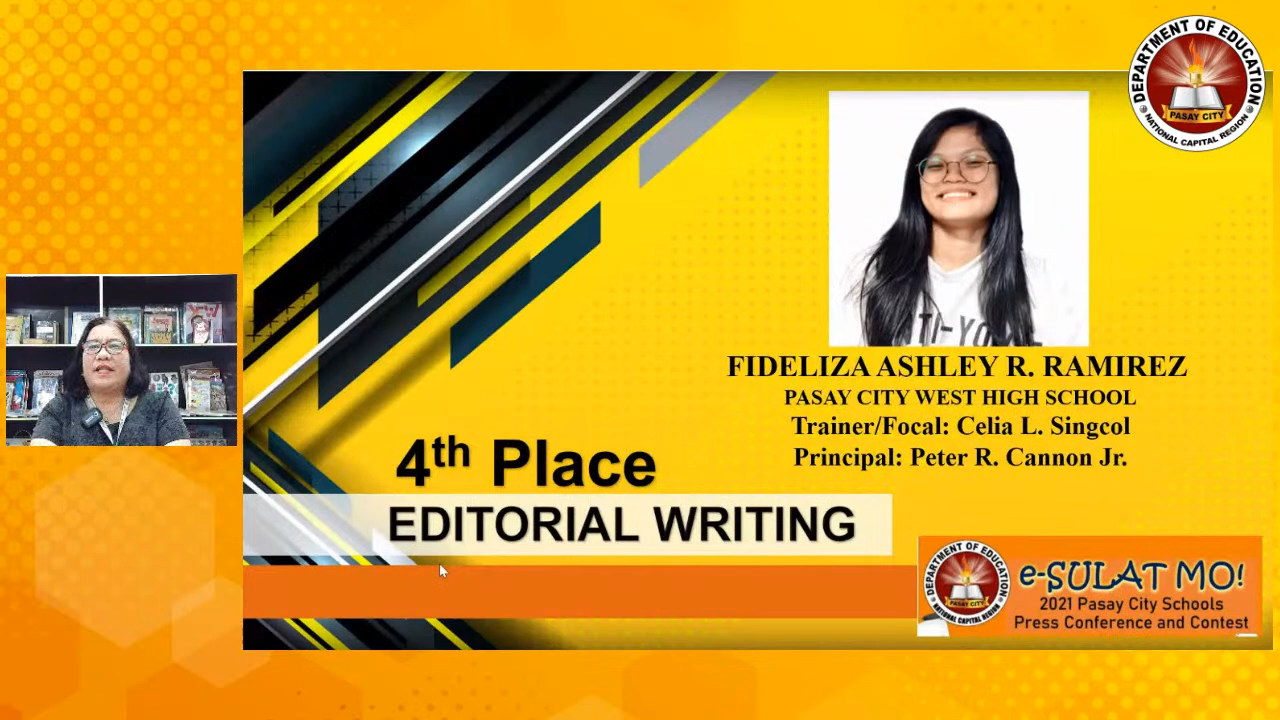 DEPARTMENT OF EDUCATION
PASAY CITY
NATIONAL CAPITAL REGION
FIDELIZA ASHLEY R. RAMIREZ
PASAY CITY WEST HIGH SCHOOL
Trainer/Focal: Celia L. Singcol
Principal: Peter R. Cannon Jr.
4th Place
EDITORIAL WRITING
DEPARTMENT OF EDUCATION
PASAY CITY
NATIONAL CAPITAL REGION
e-SULAT MO!
2021 Pasay City Schools
Press Conference and Contest